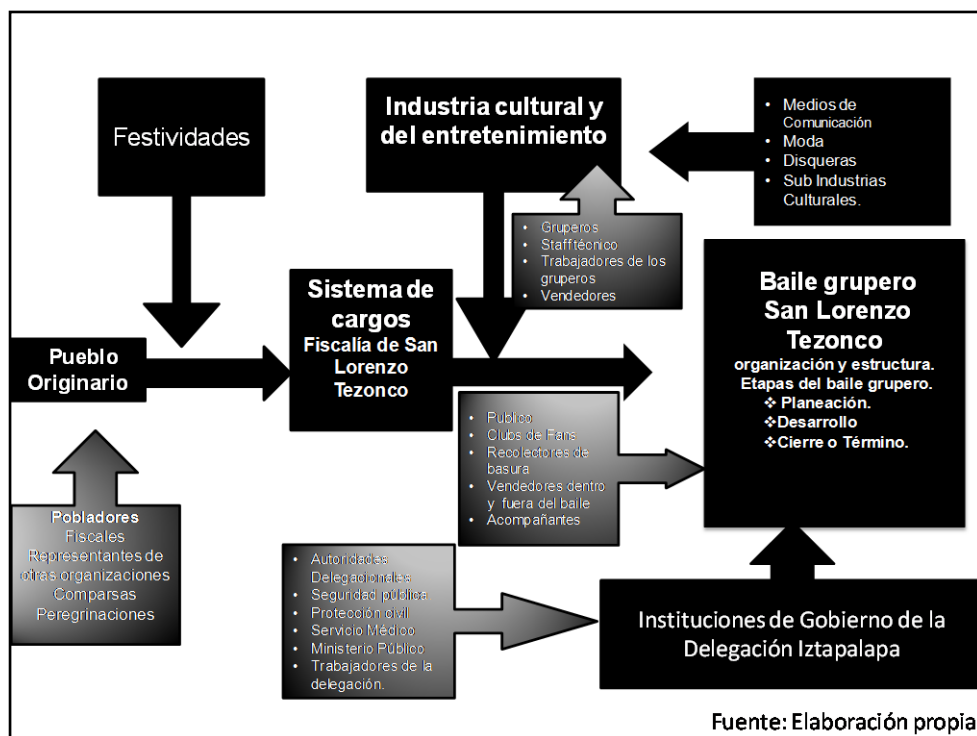 Festividades
Industria cultural y
del entretenimiento
• Medios de
Comunicación
• Moda
• Disqueras
• Sub Industrias
Culturales.
• Gruperos
• Staff técnico
• Trabajadores de los
gruperos
• Vendedores
Pueblo
Originario
Sistema de
cargos
Fiscalía de San
Lorenzo
Tezonco
Baile grupero
San Lorenzo
Tezonco
organización y estructura.
Etapas del baile grupero.
❖ Planeación.
❖Desarrollo
❖Cierre o Término.
• Público
• Clubs de Fans
• Recolectores de
basura
• Vendedores dentro
y fuera del baile
• Acompañantes
Pobladores
Fiscales
Representantes de
otras organizaciones
Comparsas
Peregrinaciones
• Autoridades
Delegacionales
• Seguridad pública
• Protección civil
• Servicio Médico
• Ministerio Público
• Trabajadores de la
delegación.
Instituciones de Gobierno de la
Delegación Iztapalapa
Fuente: Elaboración propia